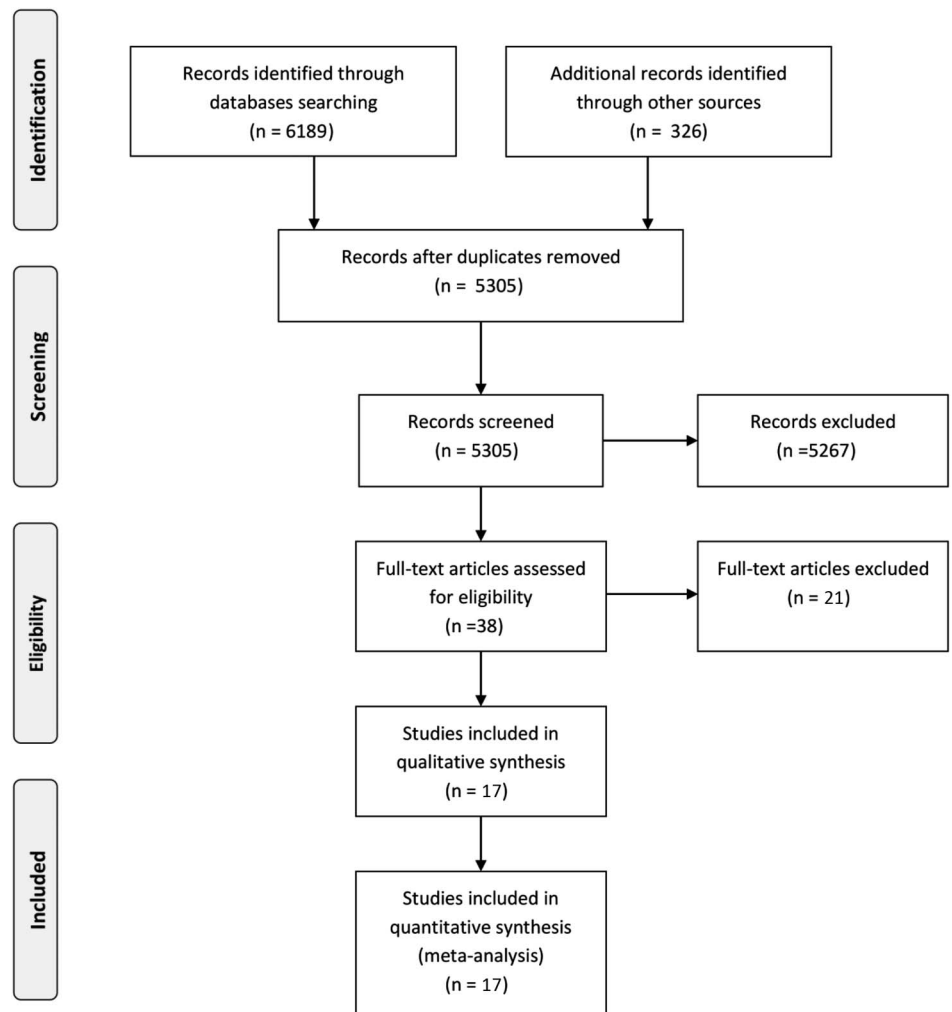 Identification
Records identified through
databases searching
(n = 6189)
Additional records identified
through other sources
(n = 326)
Records after duplicates removed
(n = 5305)
Screening
Records screened
(n = 5305)
Records excluded
(n =5267)
Eligibility
Full-text articles assessed
for eligibility
(n =38)
Full-text articles excluded
(n = 21)
Studies included in
qualitative synthesis
(n = 17)
Included
Studies included in
quantitative synthesis
(meta-analysis)
(n = 17)